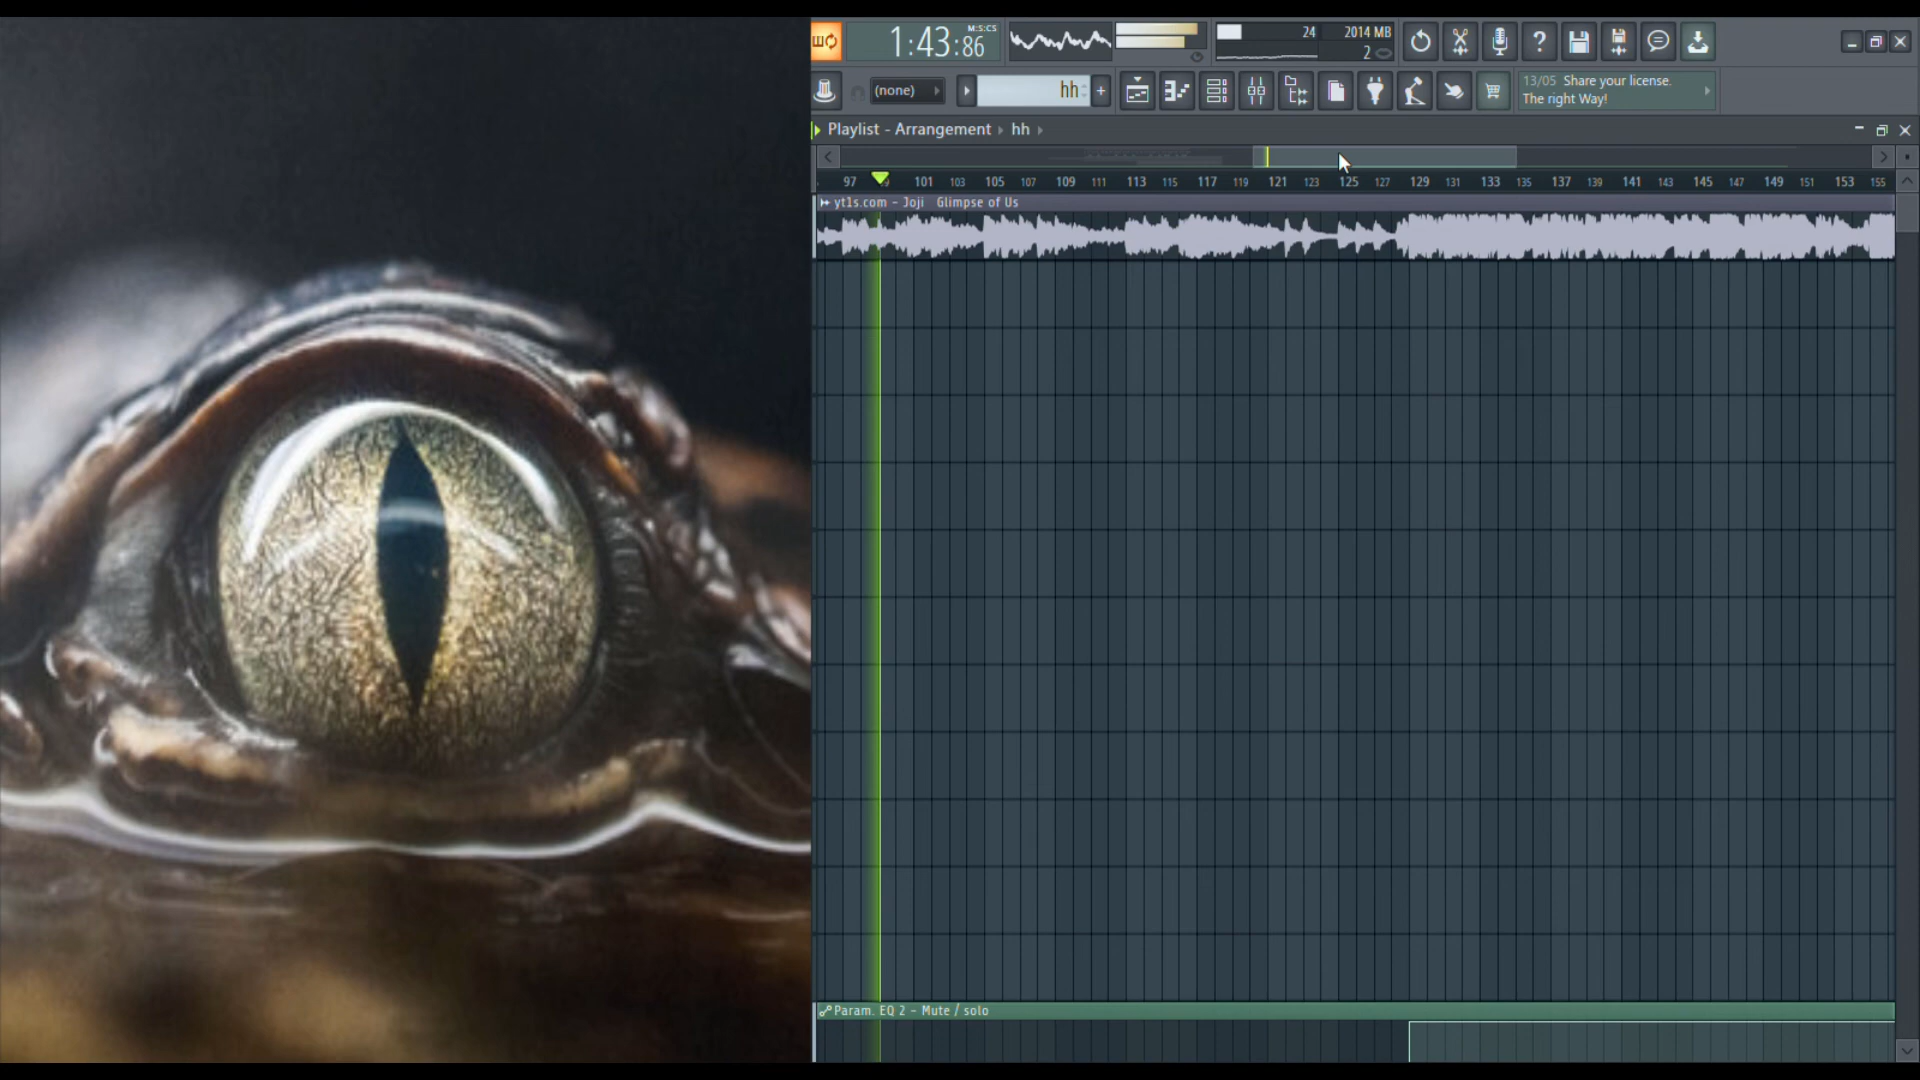 1:43:86
M:S:CS
24
2014 MB
2
(none)
hh
+
13/05 Share your license.
The right Way!
Playlist - Arrangement hh
97 101 103 105 107 109 111 113 115 117 119 121 123 125 127 129 131 133 135 137 139 141 143 145 147 149 151 153 155
yt1s.com - Joji Glimpse of Us
Param. EQ 2 - Mute / solo